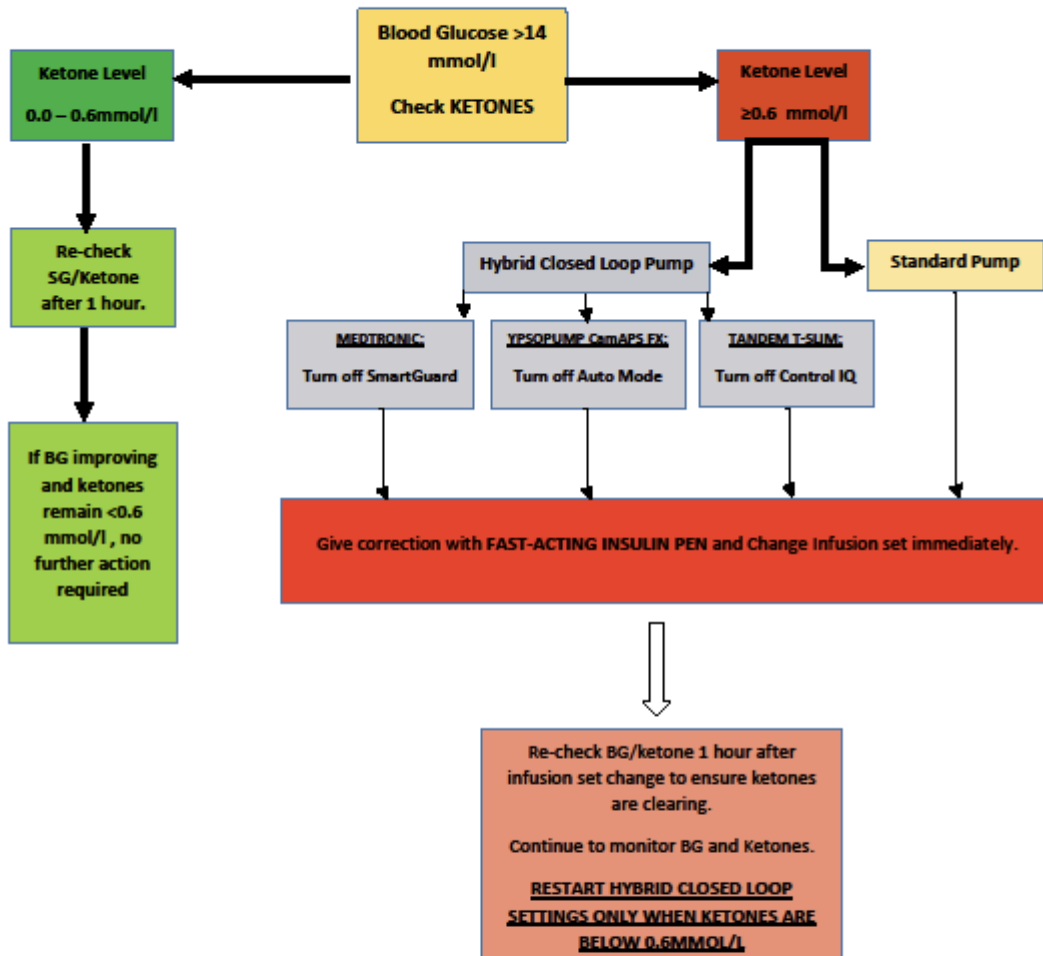 Blood Glucose >14
mmol/l
Check KETONES
Ketone Level
0.0 – 0.6mmol/l
Ketone Level
≥0.6 mmol/l
Re-check
SG/Ketone
after 1 hour.
Hybrid Closed Loop Pump
Standard Pump
MEDTRONIC:
Turn off SmartGuard
YPSOPUMP CamAPS FX:
Turn off Auto Mode
TANDEM T-SLIM:
Turn off Control IQ
If BG improving
and ketones
remain <0.6
mmol/l , no
further action
required
Give correction with FAST-ACTING INSULIN PEN and Change Infusion set immediately.
Re-check BG/ketone 1 hour after
infusion set change to ensure ketones
are clearing.
Continue to monitor BG and Ketones.
RESTART HYBRID CLOSED LOOP
SETTINGS ONLY WHEN KETONES ARE
BELOW 0.6MMOL/L